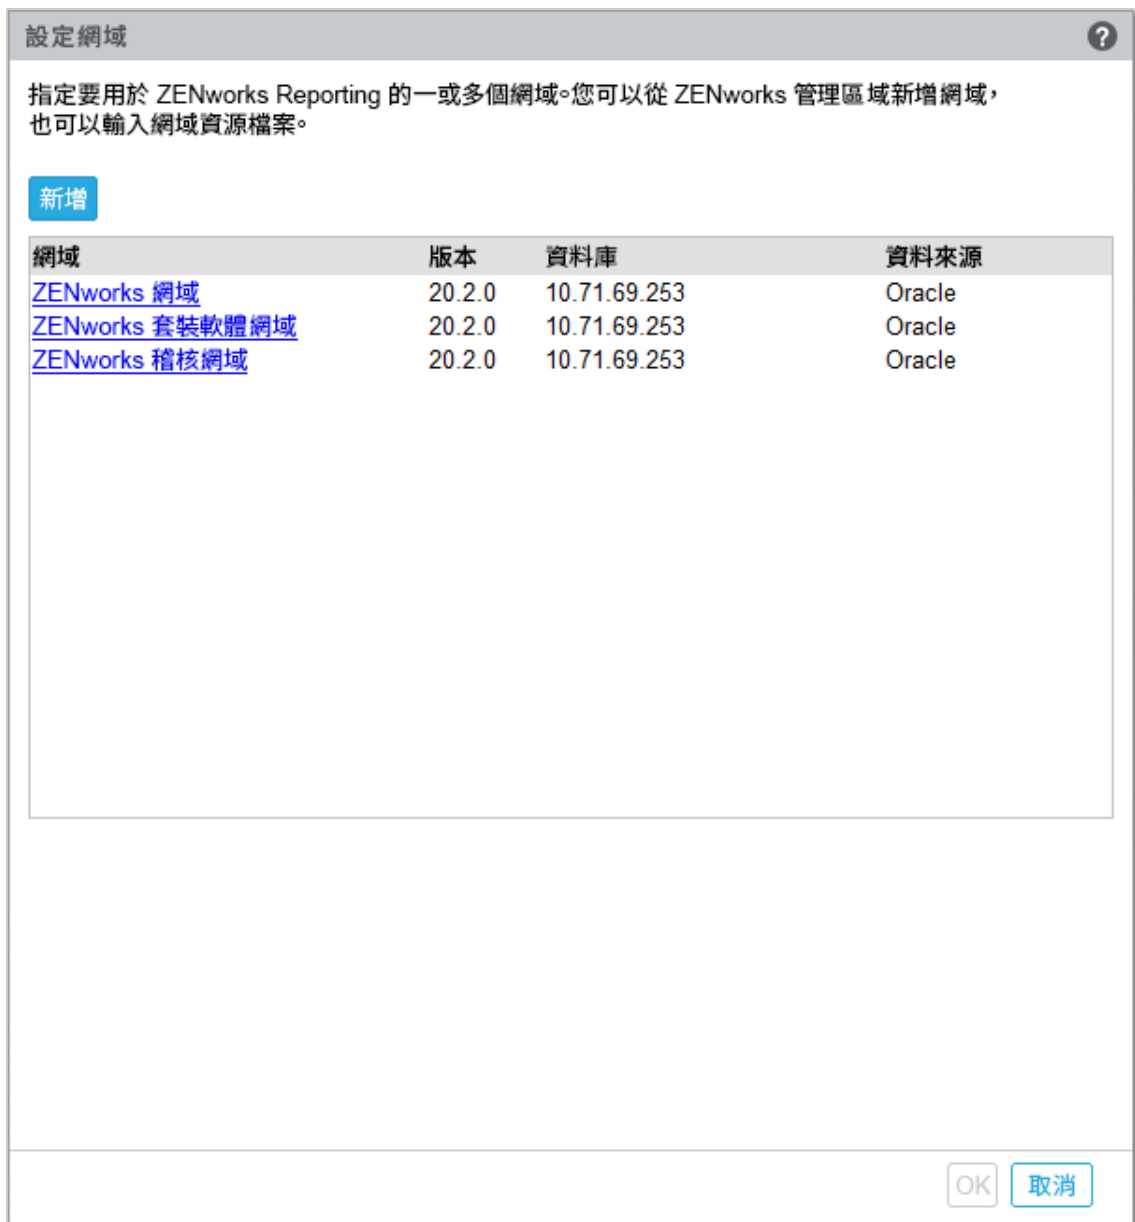 設定網域
指定要用於 ZENworks Reporting 的一或多個網域。您可以從 ZENworks 管理區域新增網域，
也可以輸入網域資源檔案。
新增
網域 版本 資料庫 資料來源
ZENworks 網域 20.2.0 10.71.69.253 Oracle
ZENworks 套裝軟體網域 20.2.0 10.71.69.253 Oracle
ZENworks 稽核網域 20.2.0 10.71.69.253 Oracle
OK 取消